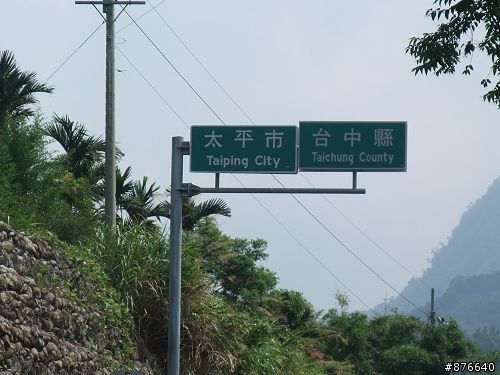 太平市
Taiping City
台中縣
Taichung County
#876640